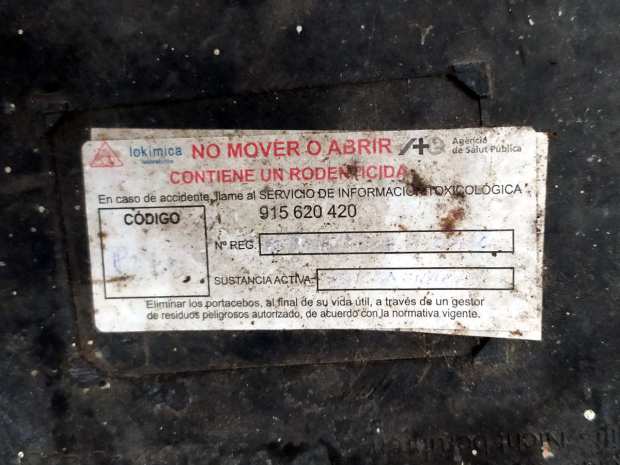 lokimica
NO MOVER O ABRIR
Agència
de Salut Pública
CONTIENE UN RODENTICIDA
En caso de accidente, llame al SERVICIO DE INFORMACIÓN TOXICOLÓGICA
915 620 420
CÓDIGO
Nº REG.
SUSTANCIA ACTIVA
Eliminar los portacebos, al final de su vida útil, a través de un gestor
de residuos peligrosos autorizado, de acuerdo con la normativa vigente.